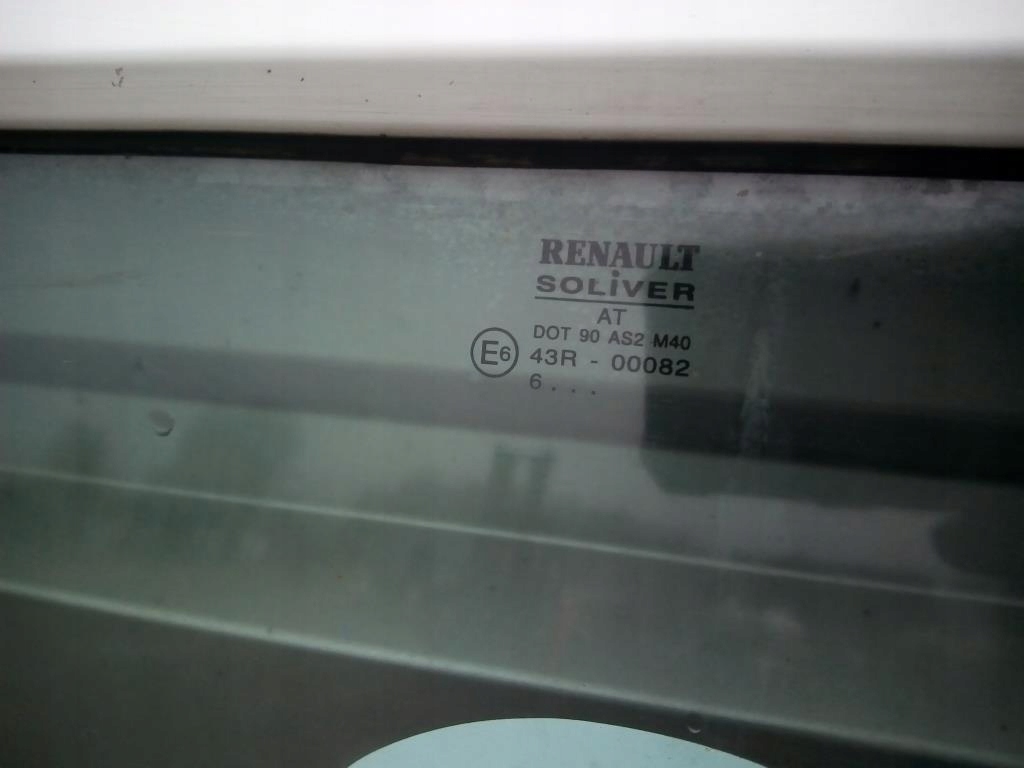 RENAULT
SOLiVER
AT
DOT 90 AS2 M40
E6 43R - 00082
6 . . .